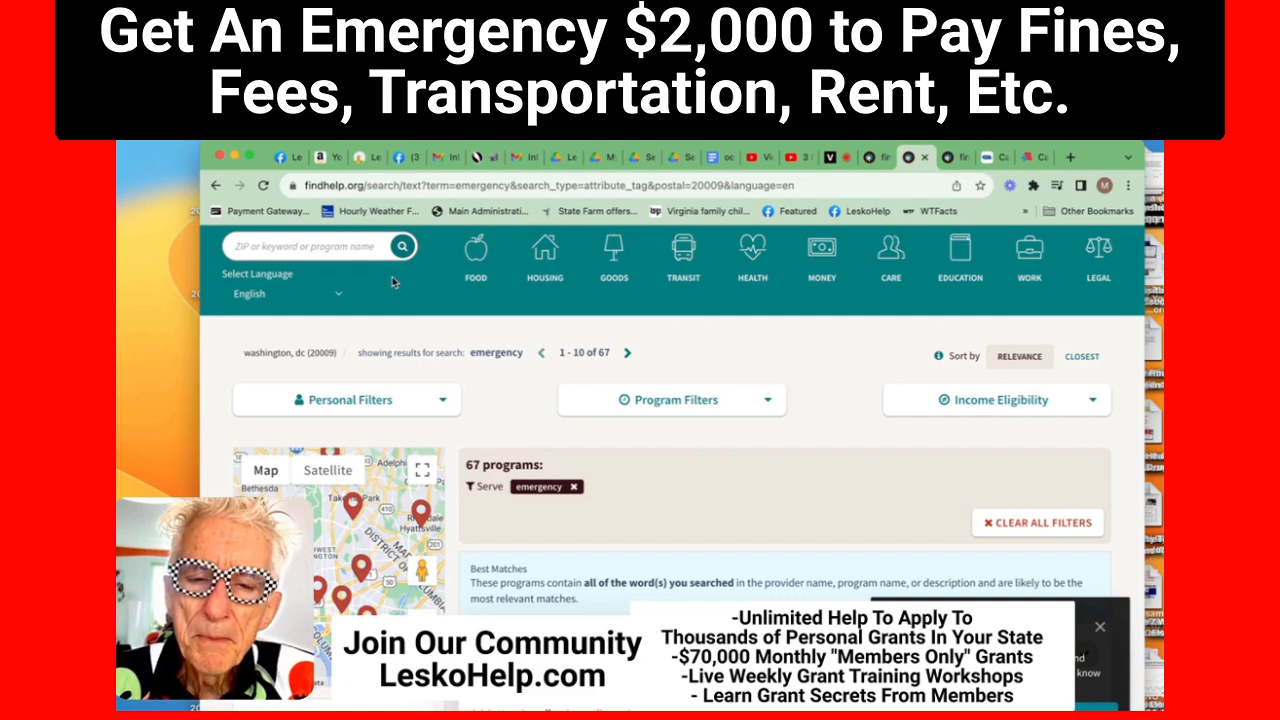 Get An Emergency $2,000 to Pay Fines,
Fees, Transportation, Rent, Etc.
findhelp.org/search/text?term=emergency&search_type=attribute_tag&postal=20009&language=en
M
Payment Gateway... Hourly Weather F... Main Administrati... State Farm offers... Virginia family chil... Featured LeskoHelp WTFacts » Other Bookmarks
ZIP or keyword or program name
Select Language
English
FOOD HOUSING GOODS TRANSIT HEALTH MONEY CARE EDUCATION WORK LEGAL
washington, dc (20009) / showing results for search: emergency 1 - 10 of 67
Sort by RELEVANCE CLOSEST
Personal Filters Program Filters Income Eligibility
Map Satellite
Bethesda
67 programs:
Serve emergency
CLEAR ALL FILTERS
Best Matches
These programs contain all of the word(s) you searched in the provider name, program name, or description and are likely to be the
most relevant matches.
Join Our Community
LeskoHelp.com
-Unlimited Help To Apply To
Thousands of Personal Grants In Your State
-$70,000 Monthly "Members Only" Grants
-Live Weekly Grant Training Workshops
- Learn Grant Secrets From Members
know